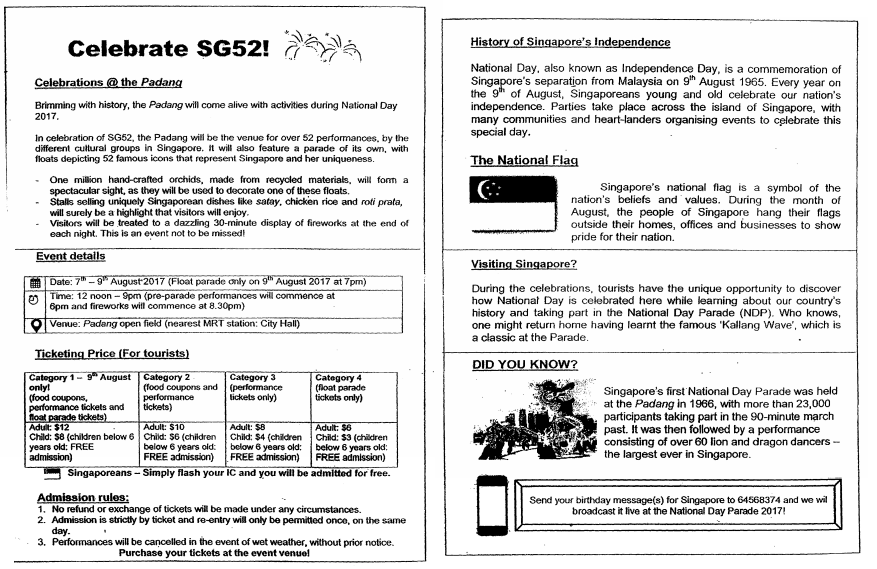 Celebrate SG52!
Celebrations @ the Padang
Brimming with history, the Padang will come alive with activities during National Day
2017.
In celebration of SG52, the Padang will be the venue for over 52 performances, by the
different cultural groups in Singapore. It will also feature a parade of its own, with
floats depicting 52 famous icons that represent Singapore and her uniqueness.
- One million hand-crafted orchids, made from recycled materials, will form a
spectacular sight, as they will be used to decorate one of these floats.
- Stalls selling uniquely Singaporean dishes like satay, chicken rice and roti prata,
will surely be a highlight that visitors will enjoy.
- Visitors will be treated to a dazzling 30-minute display of fireworks at the end of
each night. This is an event not to be missed!
Event details
Date: 7th – 9th August 2017 (Float parade only on 9th August 2017 at 7pm)
Time: 12 noon – 9pm (pre-parade performances will commence at
6pm and fireworks will commence at 8.30pm)
Venue: Padang open field (nearest MRT station: City Hall)
Ticketing Price (For tourists)
Category 1 – 9th August
only!
(food coupons,
performance tickets and
float parade tickets)
Category 2
(food coupons and
performance
tickets)
Category 3
(performance
tickets only)
Category 4
(float parade
tickets only)
Adult: $12
Child: $8 (children below 6
years old: FREE
admission)
Adult: $10
Child: $6 (children
below 6 years old:
FREE admission)
Adult: $8
Child: $4 (children
below 6 years old:
FREE admission)
Adult: $6
Child: $3 (children
below 6 years old:
FREE admission)
Singaporeans – Simply flash your IC and you will be admitted for free.
Admission rules:
1. No refund or exchange of tickets will be made under any circumstances.
2. Admission is strictly by ticket and re-entry will only be permitted once, on the same
day.
3. Performances will be cancelled in the event of wet weather, without prior notice.
Purchase your tickets at the event venue!
History of Singapore's Independence
National Day, also known as Independence Day, is a commemoration of
Singapore's separation from Malaysia on 9th August 1965. Every year on
the 9th of August, Singaporeans young and old celebrate our nation's
independence. Parties take place across the island of Singapore, with
many communities and heart-landers organising events to celebrate this
special day.
The National Flag
Singapore's national flag is a symbol of the
nation's beliefs and values. During the month of
August, the people of Singapore hang their flags
outside their homes, offices and businesses to show
pride for their nation.
Visiting Singapore?
During the celebrations, tourists have the unique opportunity to discover
how National Day is celebrated here while learning about our country's
history and taking part in the National Day Parade (NDP). Who knows,
one might return home having learnt the famous 'Kallang Wave', which is
a classic at the Parade.
DID YOU KNOW?
Singapore's first National Day Parade was held
at the Padang in 1966, with more than 23,000
participants taking part in the 90-minute march
past. It was then followed by a performance
consisting of over 60 lion and dragon dancers –
the largest ever in Singapore.
Send your birthday message(s) for Singapore to 64568374 and we wil
broadcast it live at the National Day Parade 2017!